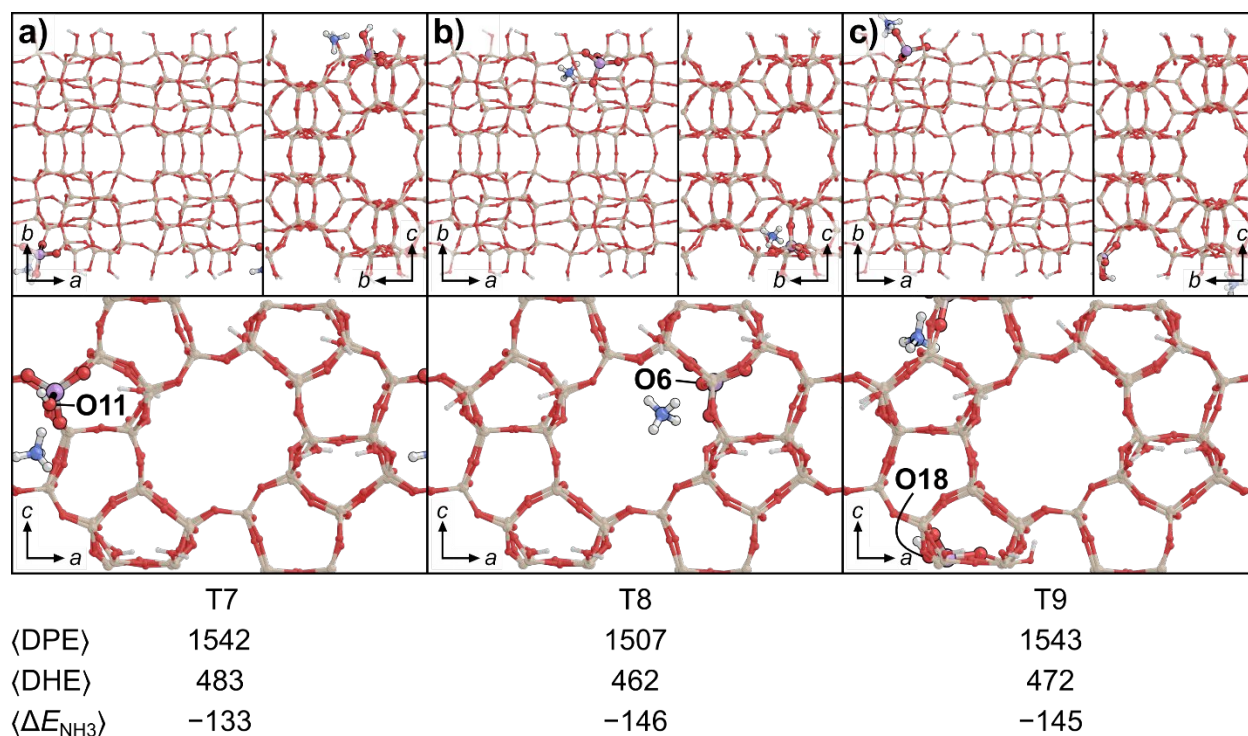 a)
b
a
c
b
b)
b
a
c
b
c)
b
a
c
b
O11
c
a
O6
c
a
O18
c
a
T7 T8 T9
⟨DPE⟩ 1542 1507 1543
⟨DHE⟩ 483 462 472
⟨ΔE_NH3⟩ −133 −146 −145